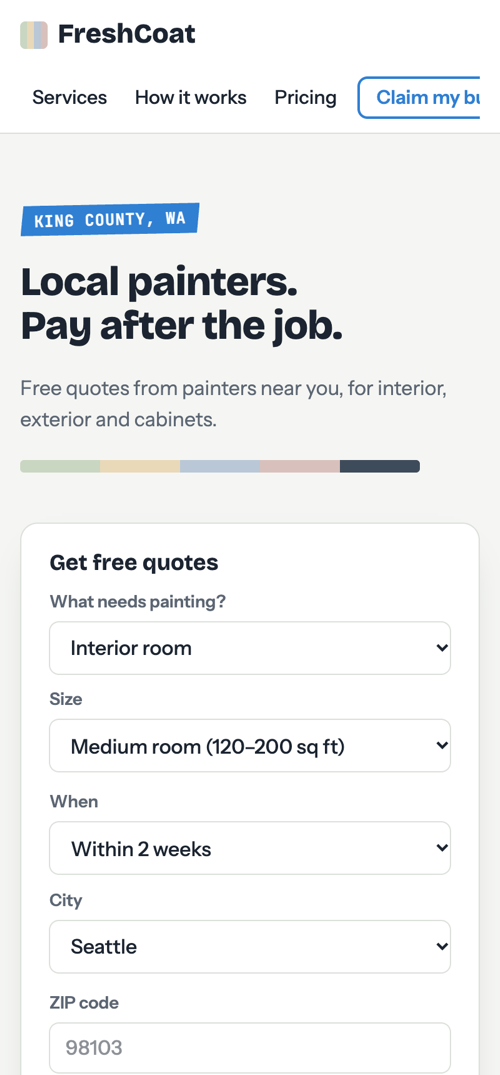 FreshCoat
Services How it works Pricing Claim my bu
KING COUNTY, WA
Local painters.
Pay after the job.
Free quotes from painters near you, for interior,
exterior and cabinets.
Get free quotes
What needs painting?
Interior room
Size
Medium room (120–200 sq ft)
When
Within 2 weeks
City
Seattle
ZIP code
98103